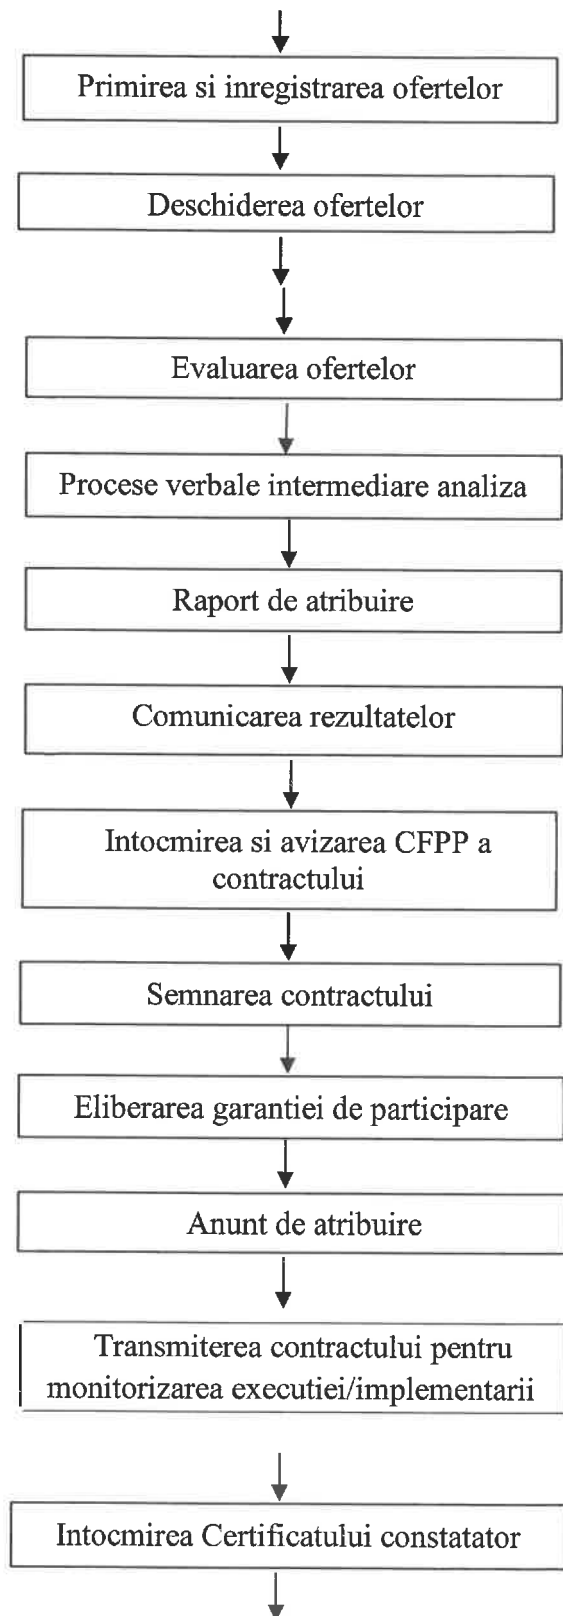 Primirea si inregistrarea ofertelor
Deschiderea ofertelor
Evaluarea ofertelor
Procese verbale intermediare analiza
Raport de atribuire
Comunicarea rezultatelor
Intocmirea si avizarea CFPP a
contractului
Semnarea contractului
Eliberarea garantiei de participare
Anunt de atribuire
Transmiterea contractului pentru
monitorizarea executiei/implementarii
Intocmirea Certificatului constatator